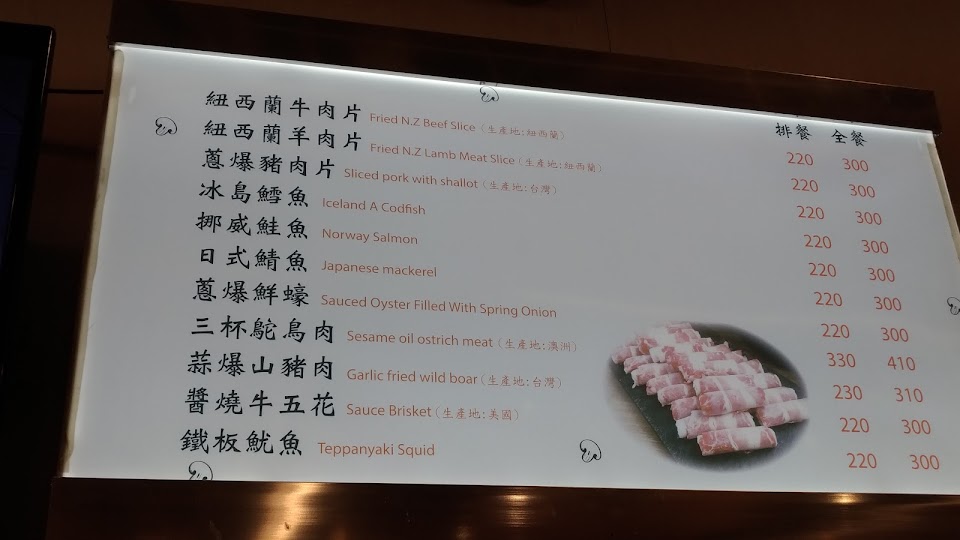 排餐 全餐
紐西蘭牛肉片 Fried N.Z Beef Slice (生產地:紐西蘭) 220 300
紐西蘭羊肉片 Fried N.Z Lamb Meat Slice (生產地:紐西蘭) 220 300
蔥爆豬肉片 Sliced pork with shallot (生產地:台灣) 220 300
冰島鱈魚 Iceland A Codfish 220 300
挪威鮭魚 Norway Salmon 220 300
日式鯖魚 Japanese mackerel 220 300
蔥爆鮮蠔 Sauced Oyster Filled With Spring Onion 220 300
三杯鴕鳥肉 Sesame oil ostrich meat (生產地:澳洲) 330 410
蒜爆山豬肉 Garlic fried wild boar (生產地:台灣) 230 310
醬燒牛五花 Sauce Brisket (生產地:美國) 220 300
鐵板魷魚 Teppanyaki Squid 220 300